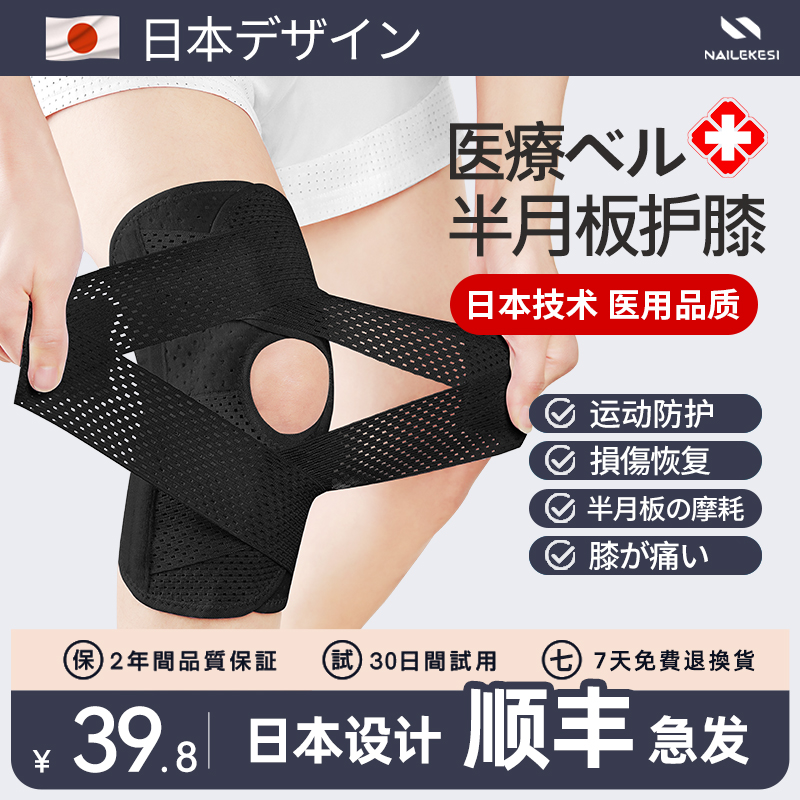 日本デザイン
NAILEKESI
医療ベル
半月板护膝
日本技术 医用品质
运动防护
損傷恢复
半月板の摩耗
膝が痛い
保 2年間品質保証
試 30日間試用
七 7天免費退換貨
¥39.8
日本设计 顺丰 急发